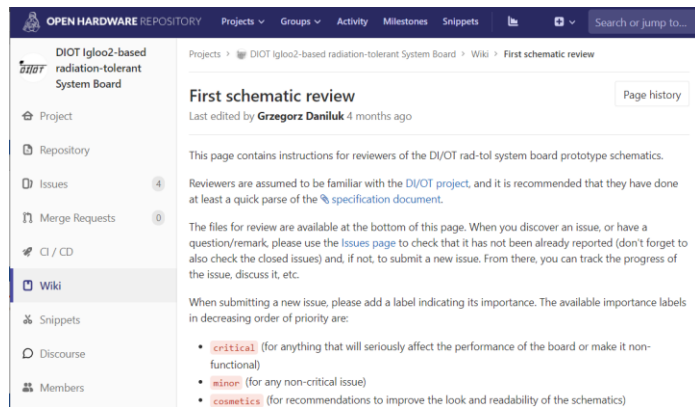 OPEN HARDWARE REPOSITORY Projects Groups Activity Milestones Snippets Search or jump to...
DIOT Igloo2-based
radiation-tolerant
System Board
Projects > DIOT Igloo2-based radiation-tolerant System Board > Wiki > First schematic review
First schematic review
Page history
Last edited by Grzegorz Daniluk 4 months ago
Project
Repository
Issues 4
Merge Requests 0
CI / CD
Wiki
Snippets
Discourse
Members
This page contains instructions for reviewers of the DI/OT rad-tol system board prototype schematics.
Reviewers are assumed to be familiar with the DI/OT project, and it is recommended that they have done
at least a quick parse of the specification document.
The files for review are available at the bottom of this page. When you discover an issue, or have a
question/remark, please use the Issues page to check that it has not been already reported (don't forget to
also check the closed issues) and, if not, to submit a new issue. From there, you can track the progress of
the issue, discuss it, etc.
When submitting a new issue, please add a label indicating its importance. The available importance labels
in decreasing order of priority are:
• critical (for anything that will seriously affect the performance of the board or make it non-
functional)
• minor (for any non-critical issue)
• cosmetics (for recommendations to improve the look and readability of the schematics)